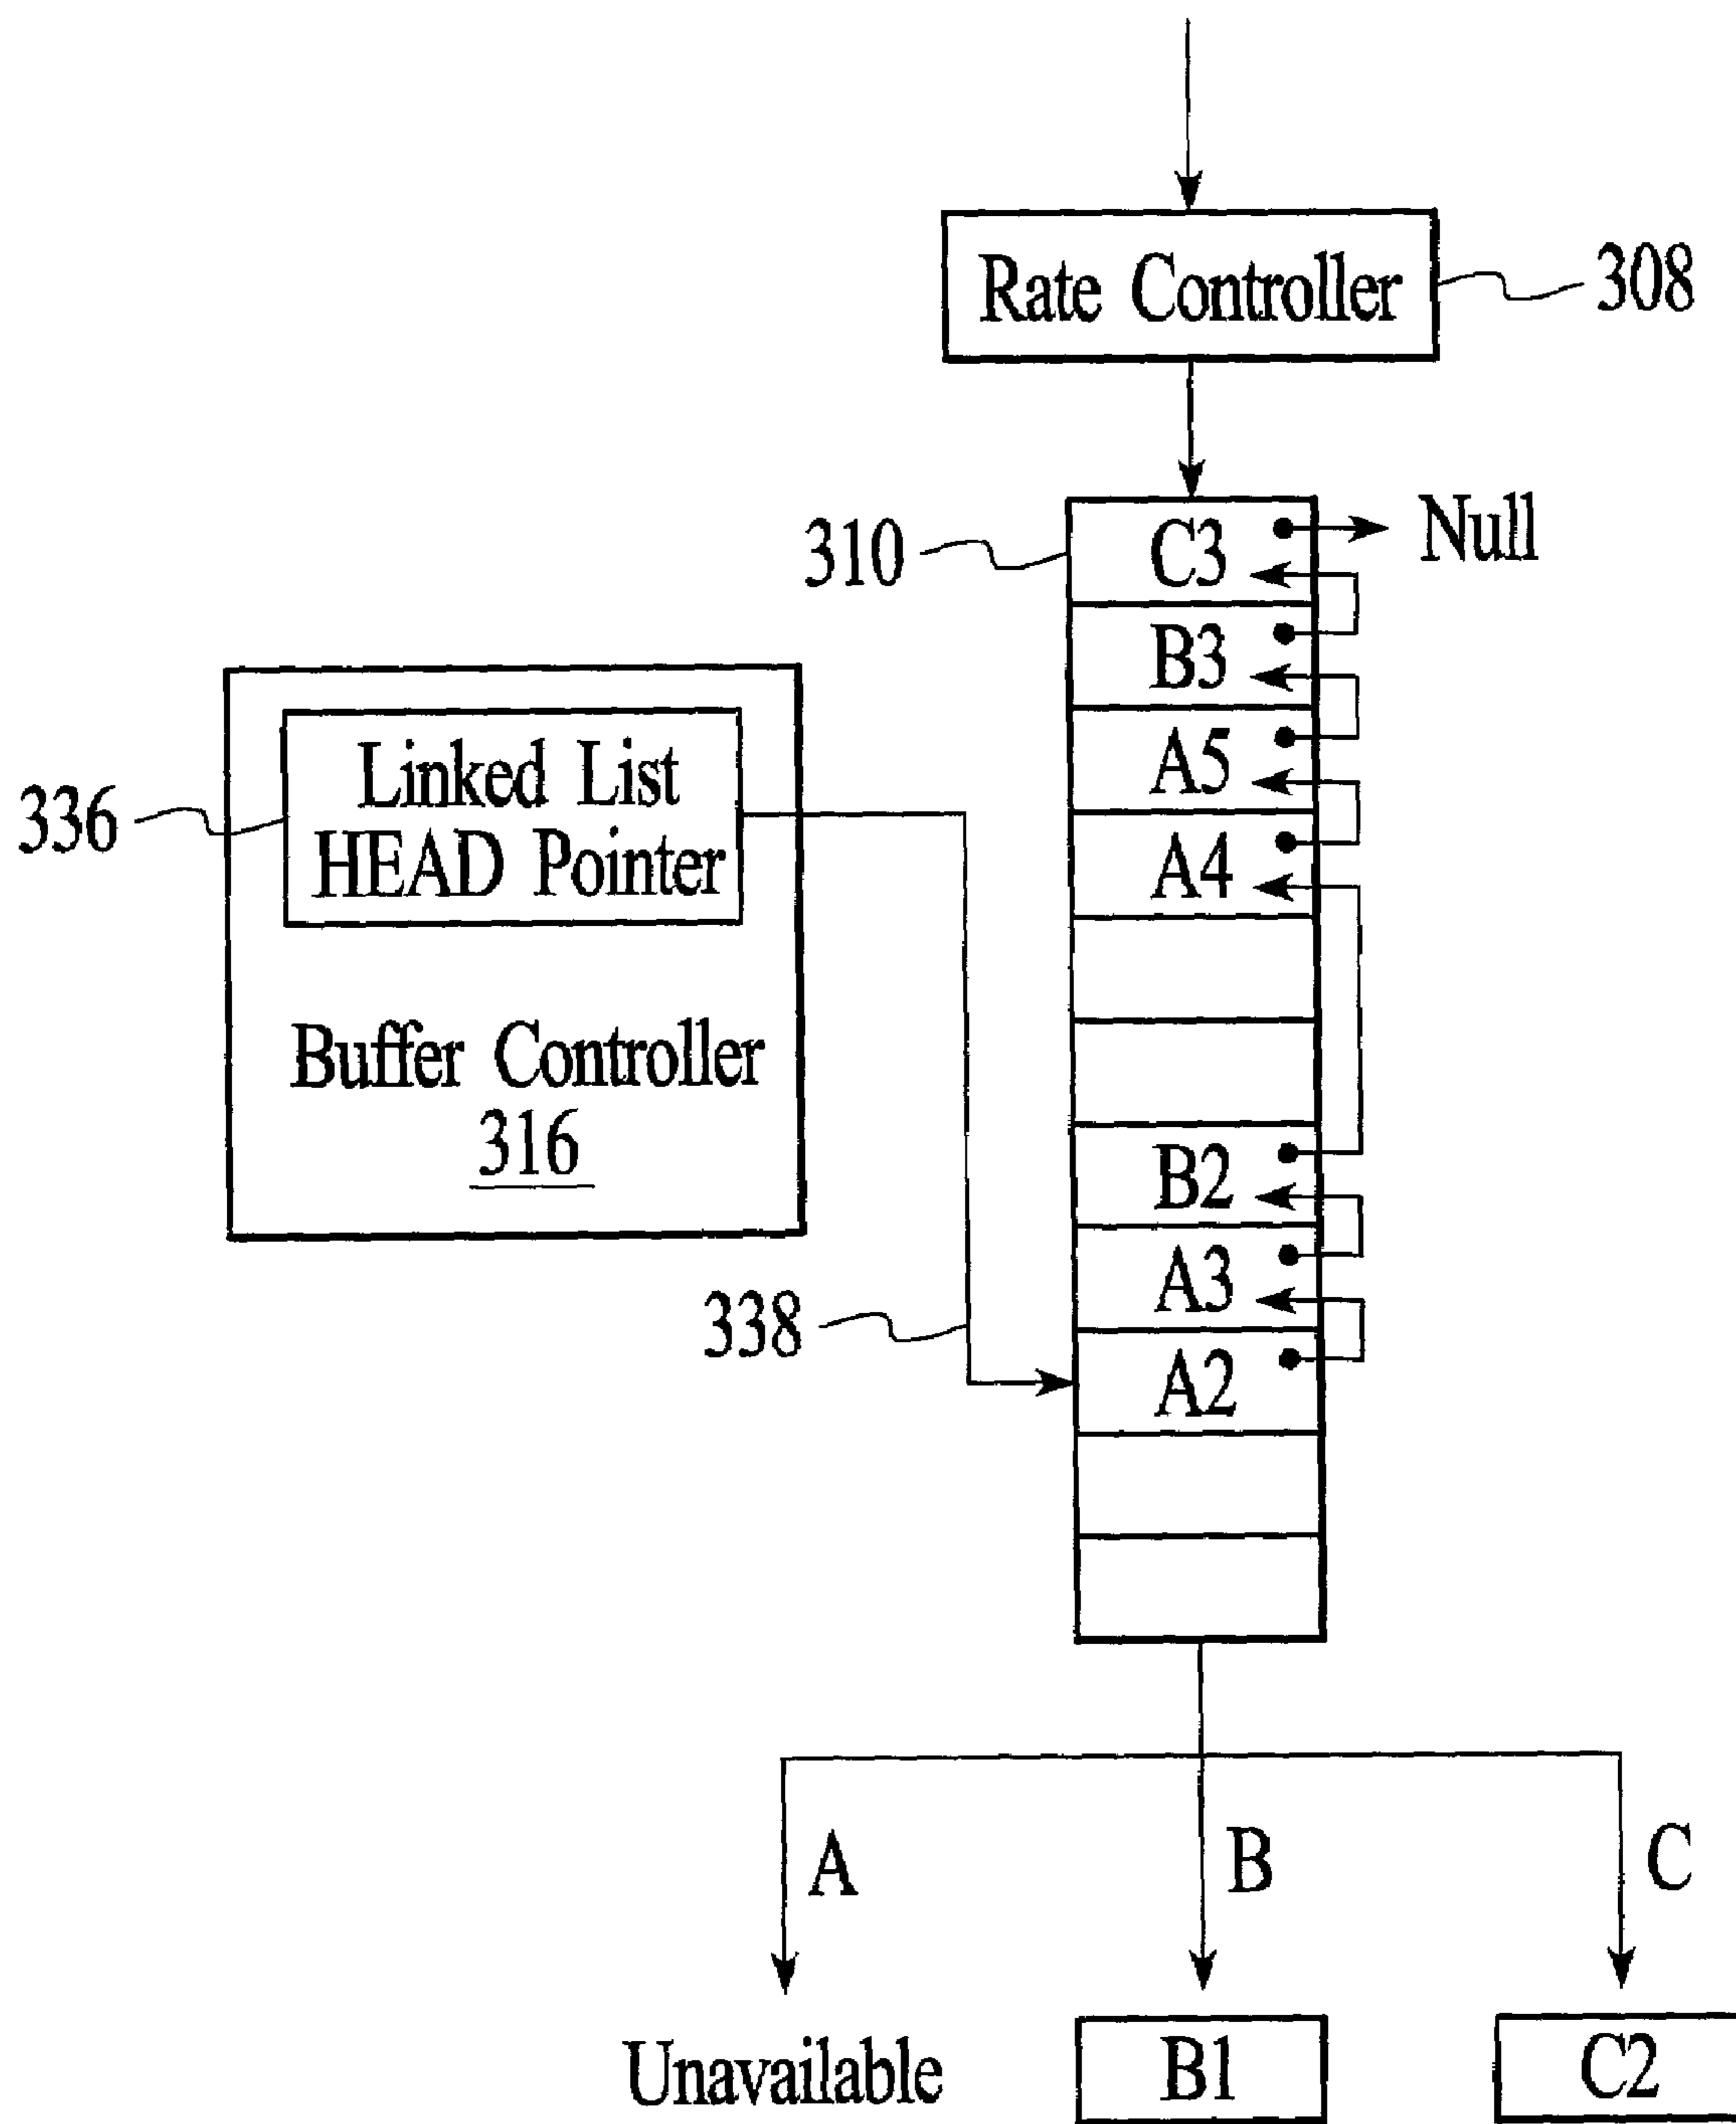 Rate Controller
308
310
C3
Null
B3
A5
A4
336
Linked List
HEAD Pointer
Buffer Controller
316
B2
A3
338
A2
A
B
C
Unavailable
B1
C2